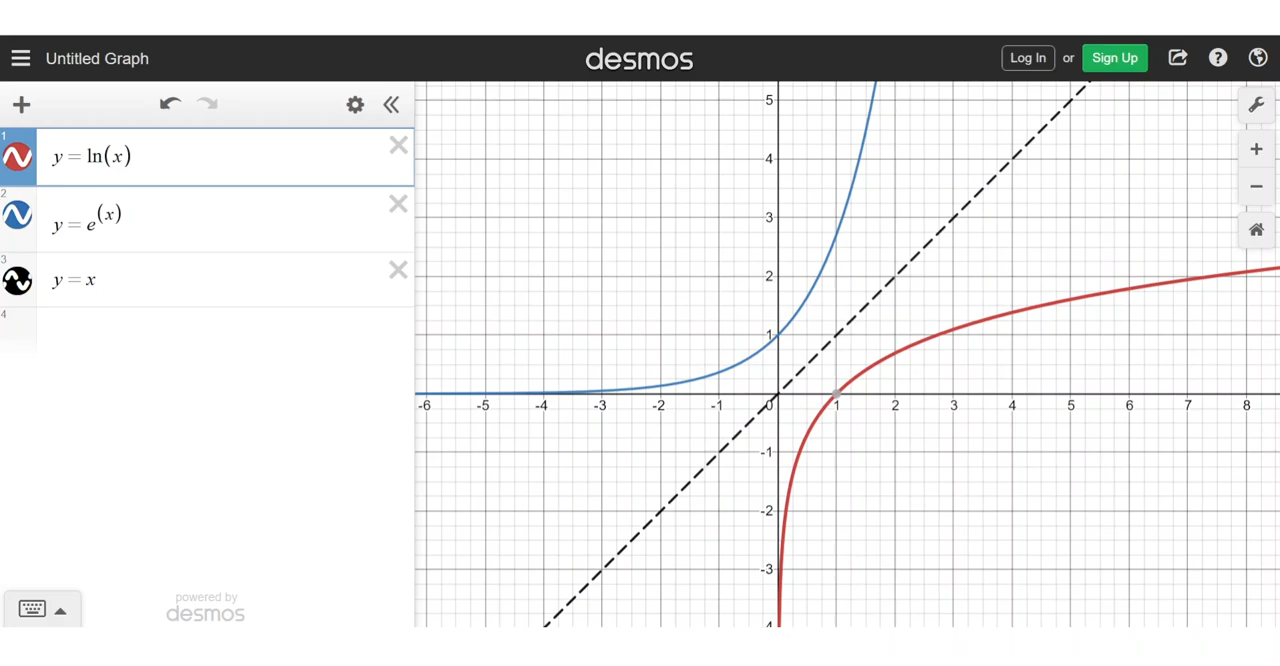 Untitled Graph
desmos
Log In or Sign Up
1
y = ln(x)
2
y = e^(x)
3
y = x
4
powered by
desmos
5
4
3
2
1
-6 -5 -4 -3 -2 -1 0 1 2 3 4 5 6 7 8
-1
-2
-3
4